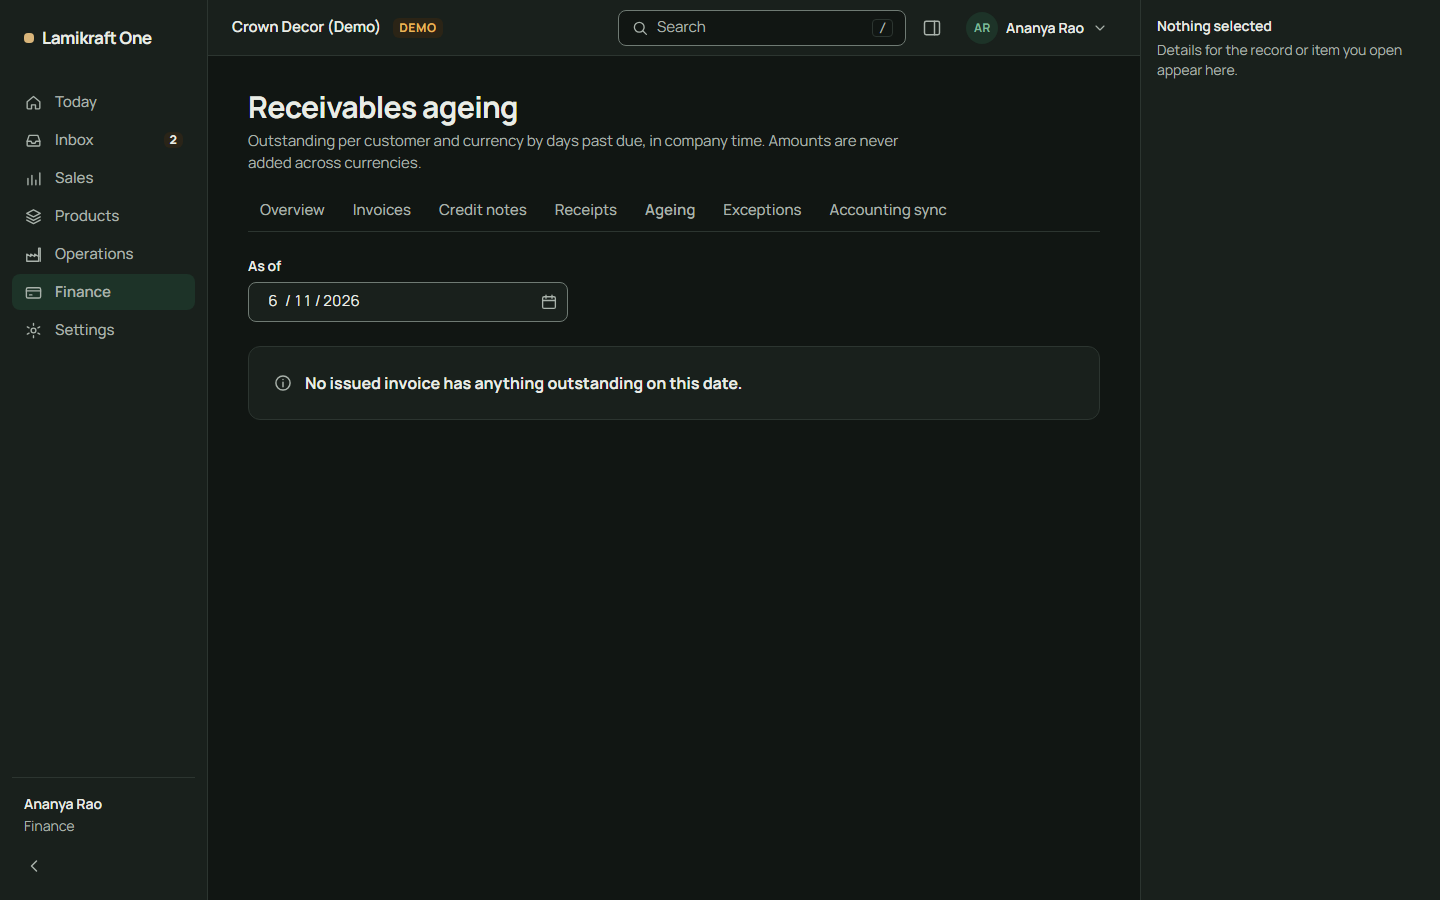 Lamikraft One
Today
Inbox 2
Sales
Products
Operations
Finance
Settings
Ananya Rao
Finance
Crown Decor (Demo) DEMO
Search /
AR Ananya Rao
Receivables ageing
Outstanding per customer and currency by days past due, in company time. Amounts are never
added across currencies.
Overview Invoices Credit notes Receipts Ageing Exceptions Accounting sync
As of
6 / 11 / 2026
No issued invoice has anything outstanding on this date.
Nothing selected
Details for the record or item you open
appear here.